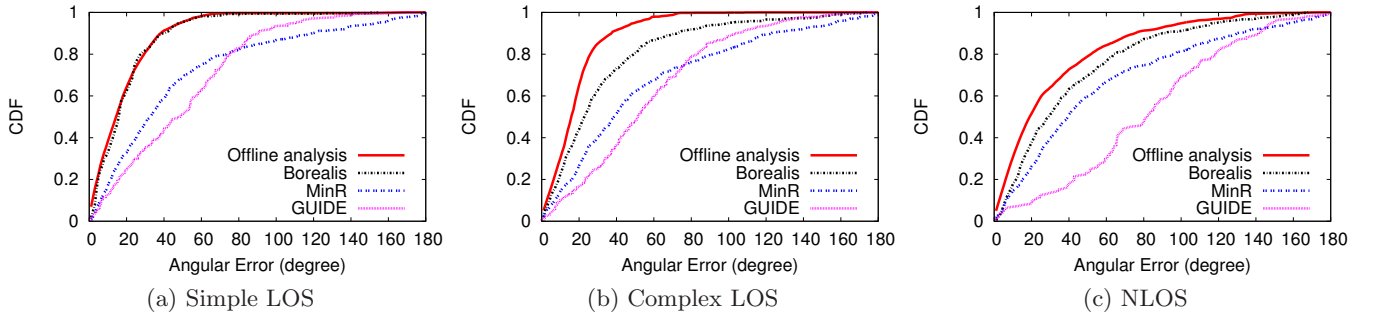 CDF
1
0.8
0.6
0.4
0.2
0
Offline analysis
Borealis
MinR
GUIDE
0 20 40 60 80 100 120 140 160 180
Angular Error (degree)
(a) Simple LOS
CDF
1
0.8
0.6
0.4
0.2
0
Offline analysis
Borealis
MinR
GUIDE
0 20 40 60 80 100 120 140 160 180
Angular Error (degree)
(b) Complex LOS
CDF
1
0.8
0.6
0.4
0.2
0
Offline analysis
Borealis
MinR
GUIDE
0 20 40 60 80 100 120 140 160 180
Angular Error (degree)
(c) NLOS